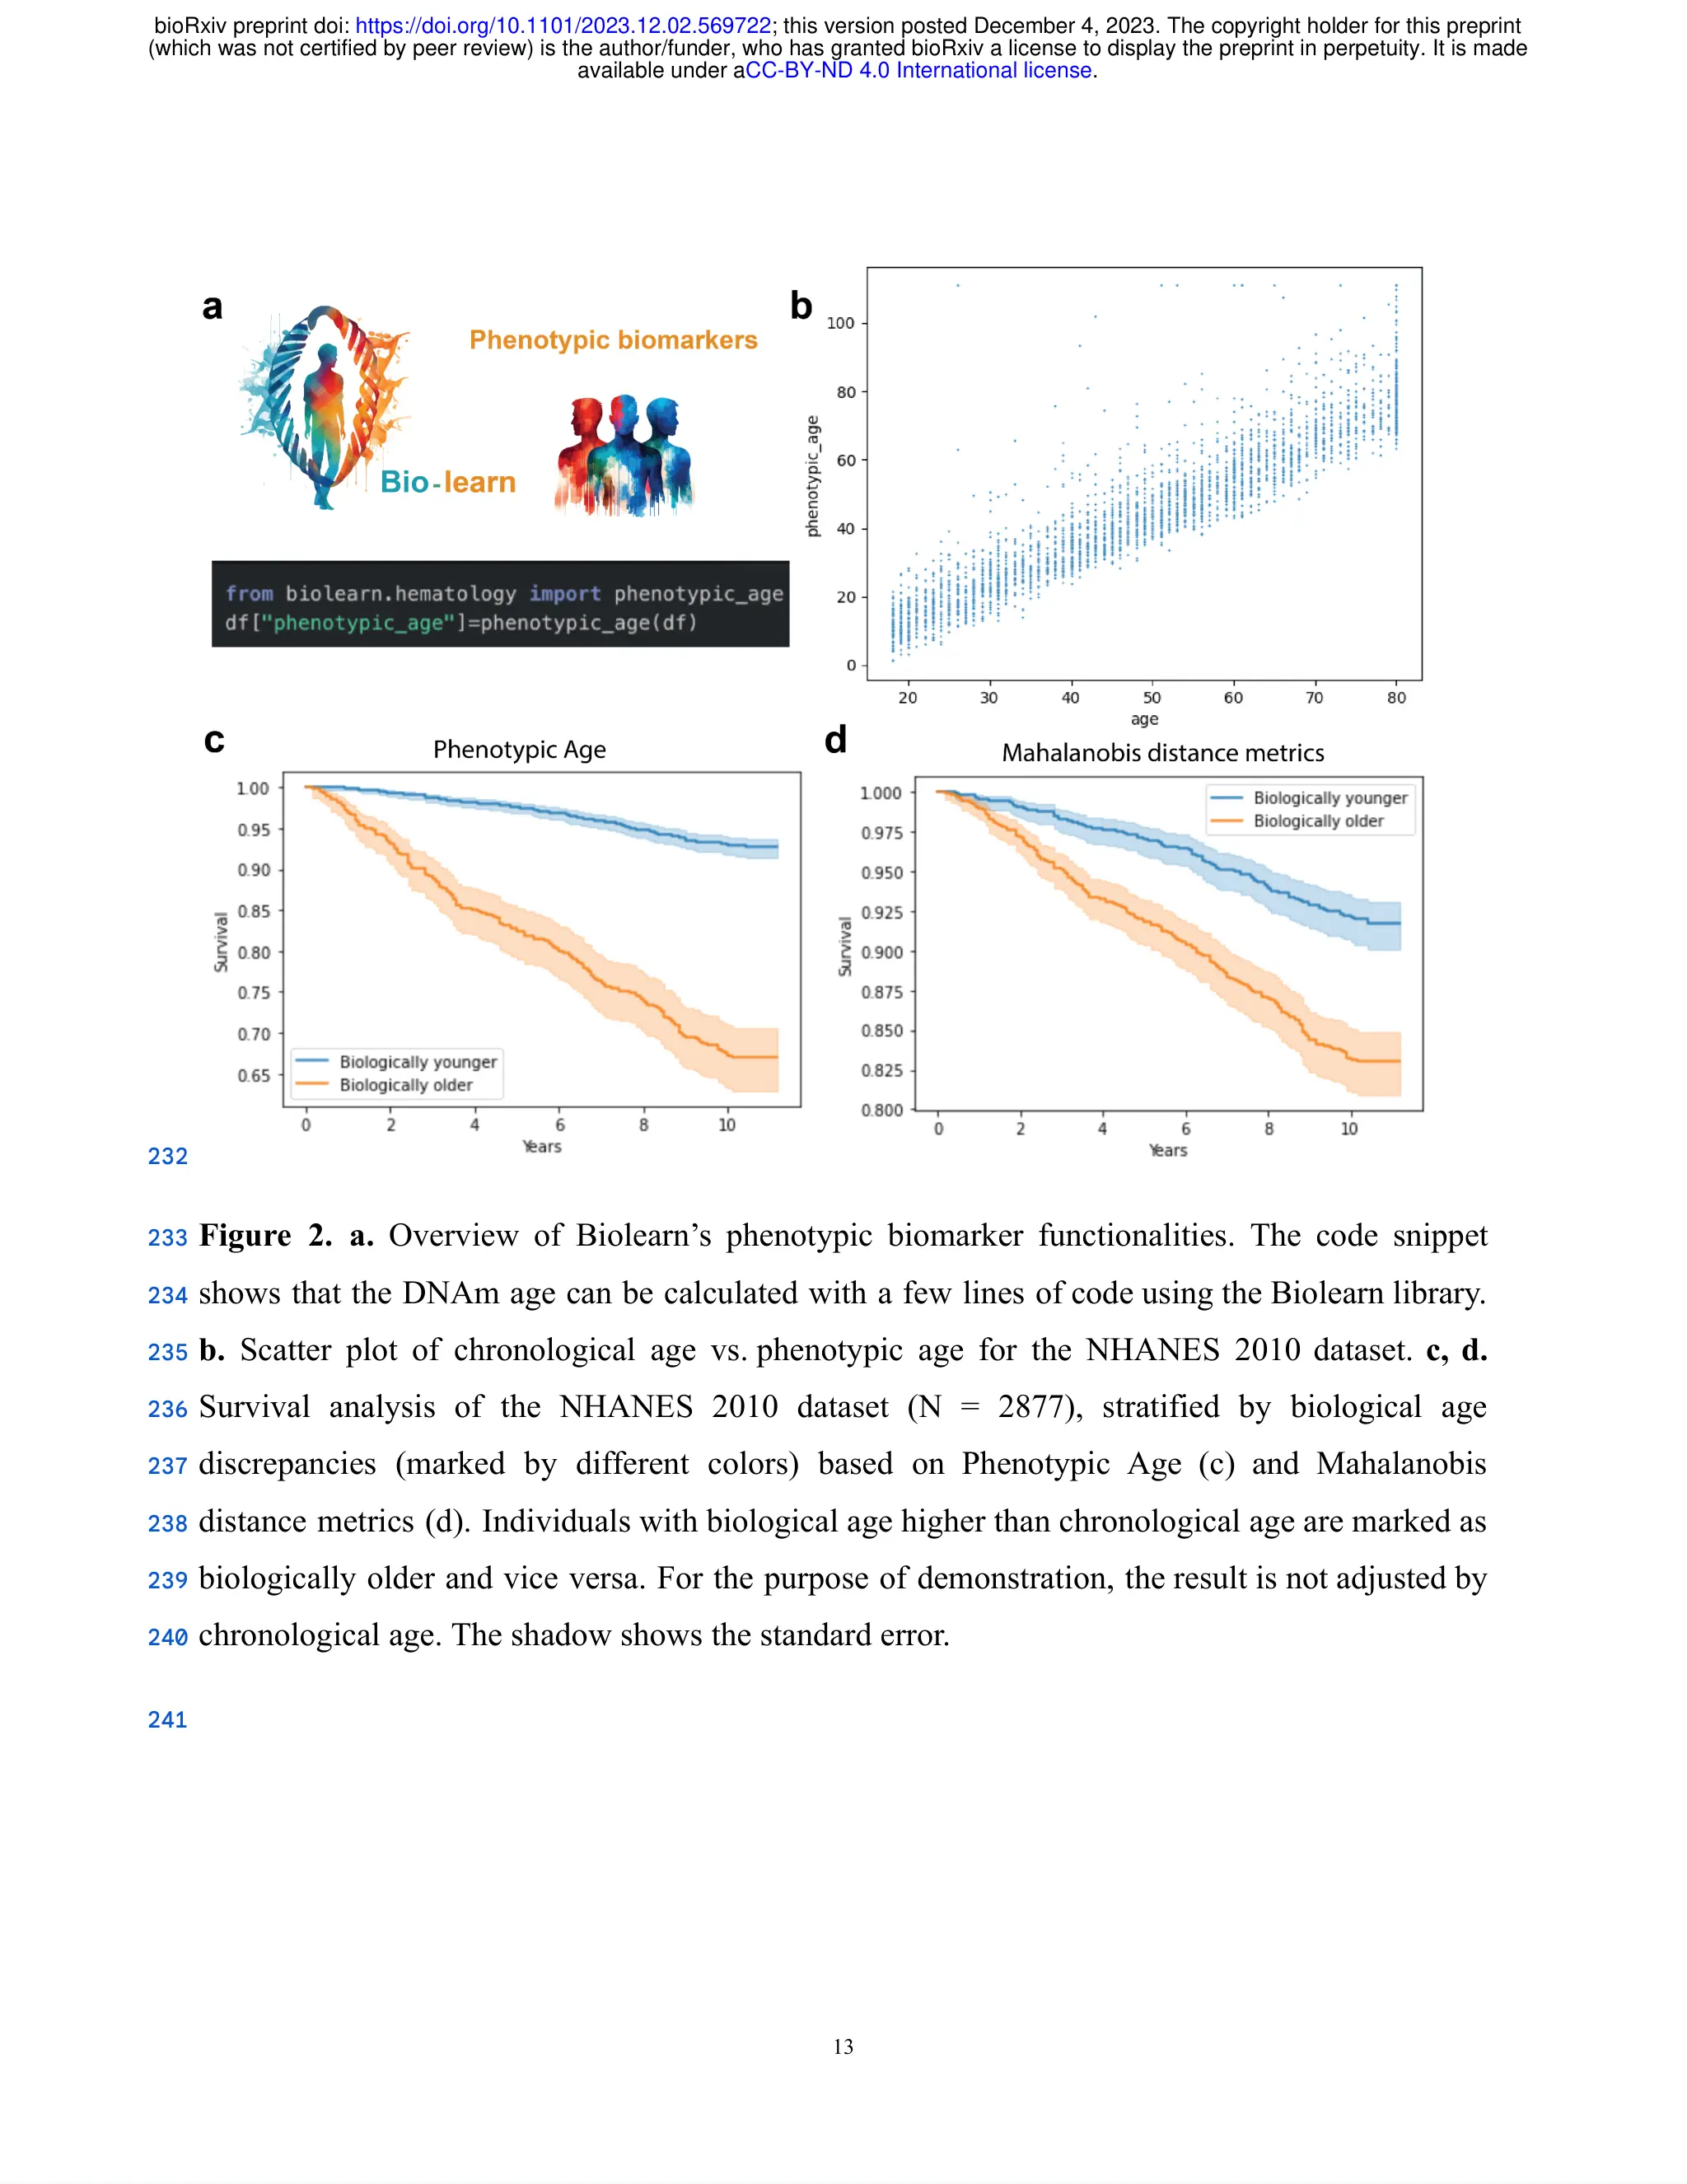 bioRxiv preprint doi: https://doi.org/10.1101/2023.12.02.569722; this version posted December 4, 2023. The copyright holder for this preprint
(which was not certified by peer review) is the author/funder, who has granted bioRxiv a license to display the preprint in perpetuity. It is made
available under aCC-BY-ND 4.0 International license.
a
Phenotypic biomarkers
Bio-learn
from biolearn.hematology import phenotypic_age
df["phenotypic_age"]=phenotypic_age(df)
b
100
80
60
40
20
0
phenotypic_age
20 30 40 50 60 70 80
age
c
Phenotypic Age
1.00
0.95
0.90
0.85
0.80
0.75
0.70
0.65
Survival
Biologically younger
Biologically older
0 2 4 6 8 10
Years
d
Mahalanobis distance metrics
1.000
0.975
0.950
0.925
0.900
0.875
0.850
0.825
0.800
Survival
Biologically younger
Biologically older
0 2 4 6 8 10
Years
232
233 Figure 2. a. Overview of Biolearn’s phenotypic biomarker functionalities. The code snippet
234 shows that the DNAm age can be calculated with a few lines of code using the Biolearn library.
235 b. Scatter plot of chronological age vs. phenotypic age for the NHANES 2010 dataset. c, d.
236 Survival analysis of the NHANES 2010 dataset (N = 2877), stratified by biological age
237 discrepancies (marked by different colors) based on Phenotypic Age (c) and Mahalanobis
238 distance metrics (d). Individuals with biological age higher than chronological age are marked as
239 biologically older and vice versa. For the purpose of demonstration, the result is not adjusted by
240 chronological age. The shadow shows the standard error.
241
13